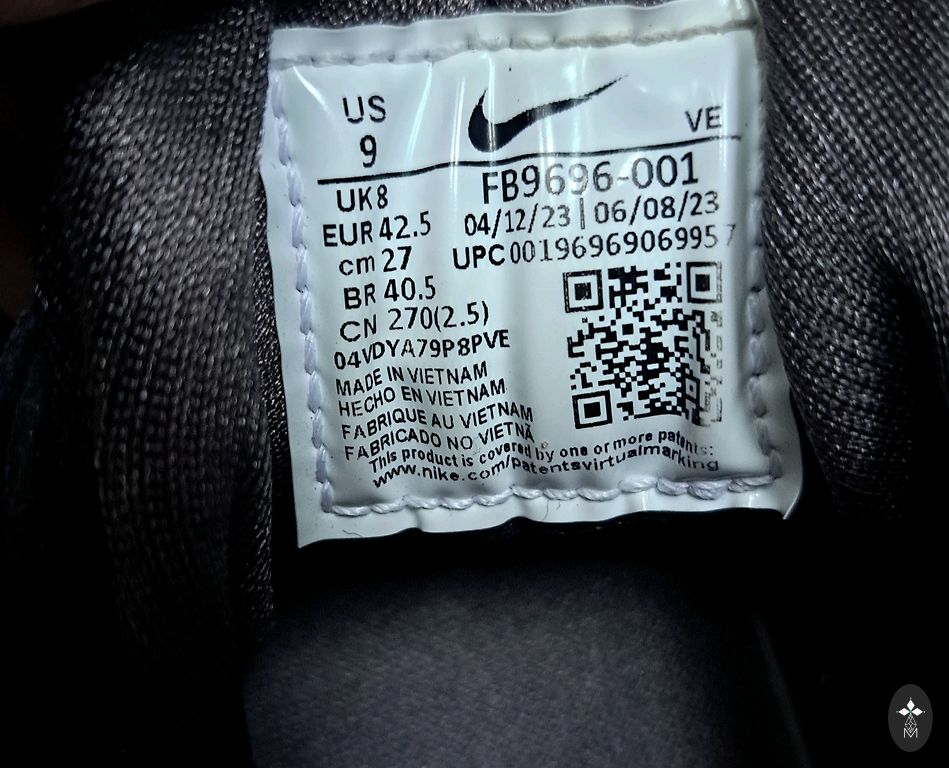 US
9
VE
UK 8
FB9696-001
EUR 42.5
04/12/23 | 06/08/23
cm 27
UPC 00196969069957
BR 40.5
CN 270(2.5)
04VDYA79P8PVE
MADE IN VIETNAM
HECHO EN VIETNAM
FABRIQUE AU VIETNAM
FABRICADO NO VIETNÃ
This product is covered by one or more patents:
www.nike.com/patentsvirtualmarking
M